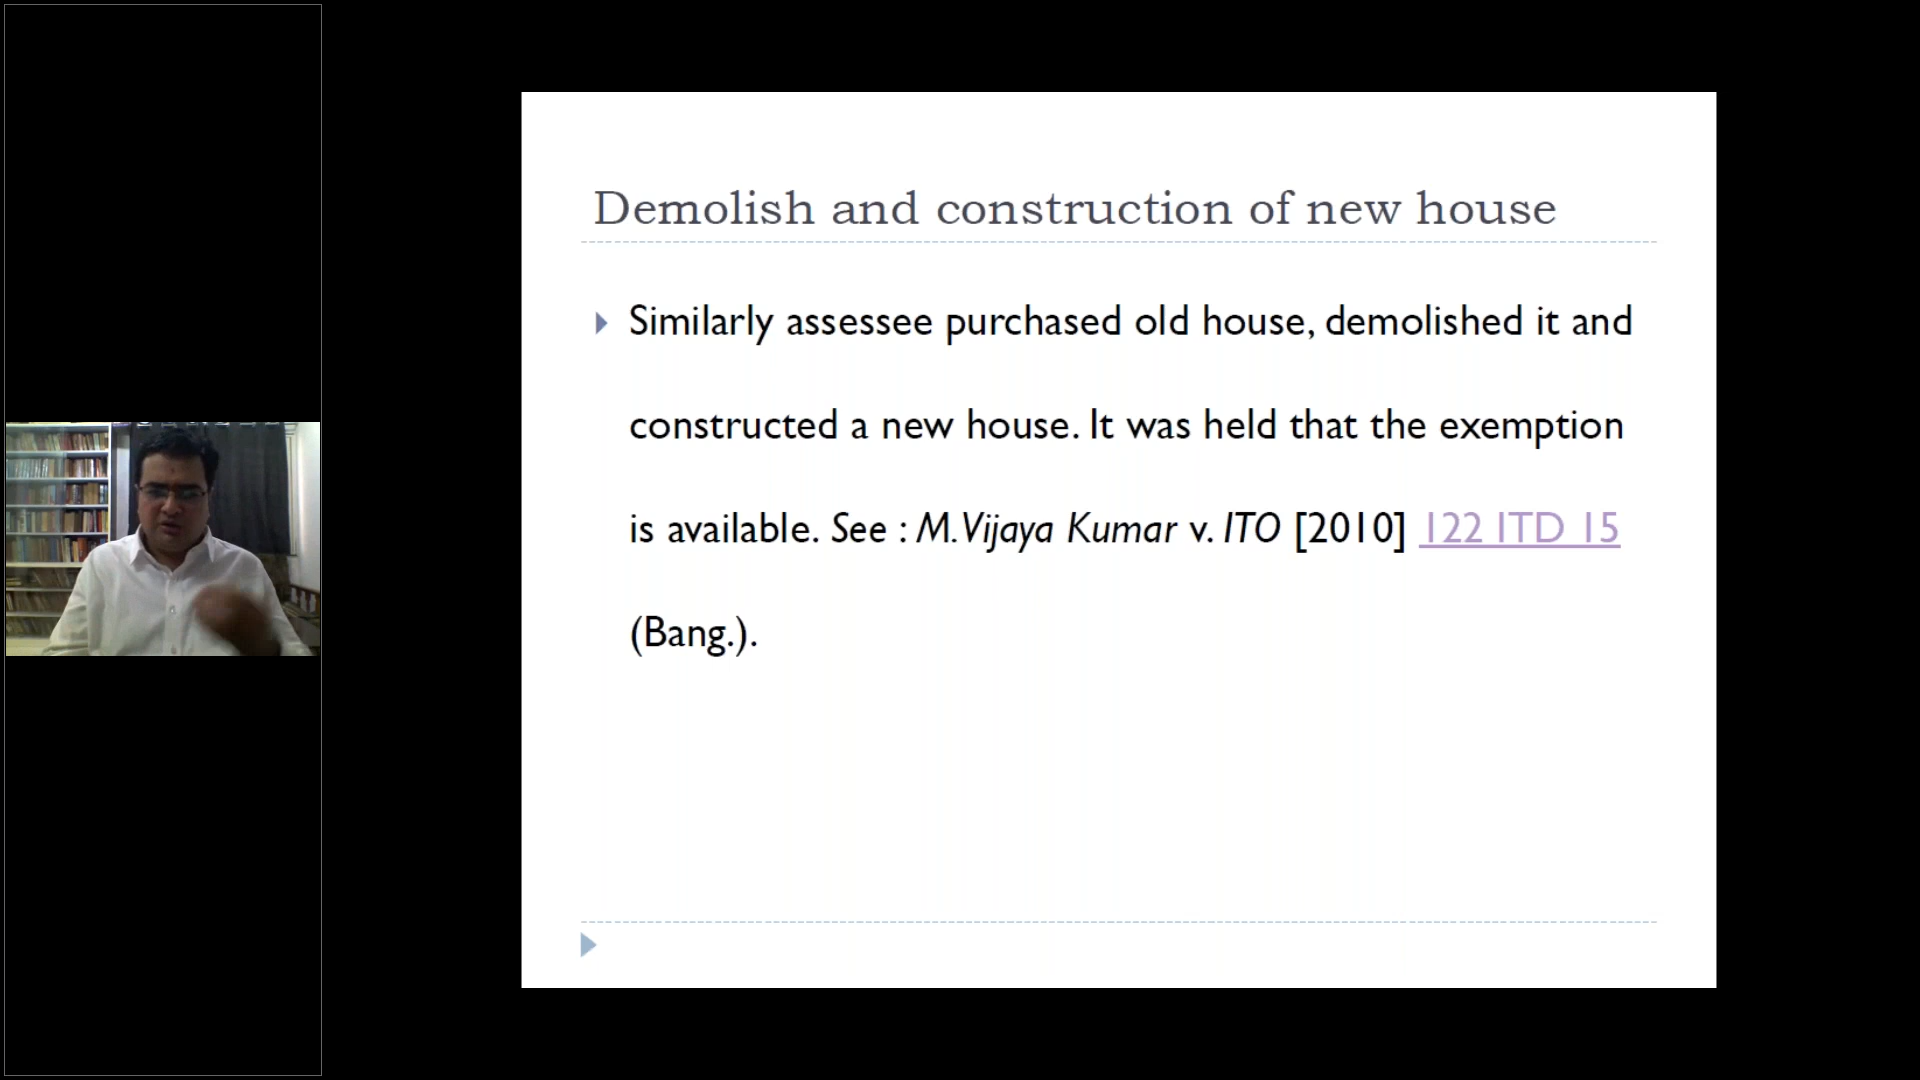 Demolish and construction of new house
Similarly assessee purchased old house, demolished it and
constructed a new house. It was held that the exemption
is available. See : M.Vijaya Kumar v. ITO [2010] 122 ITD 15
(Bang.).